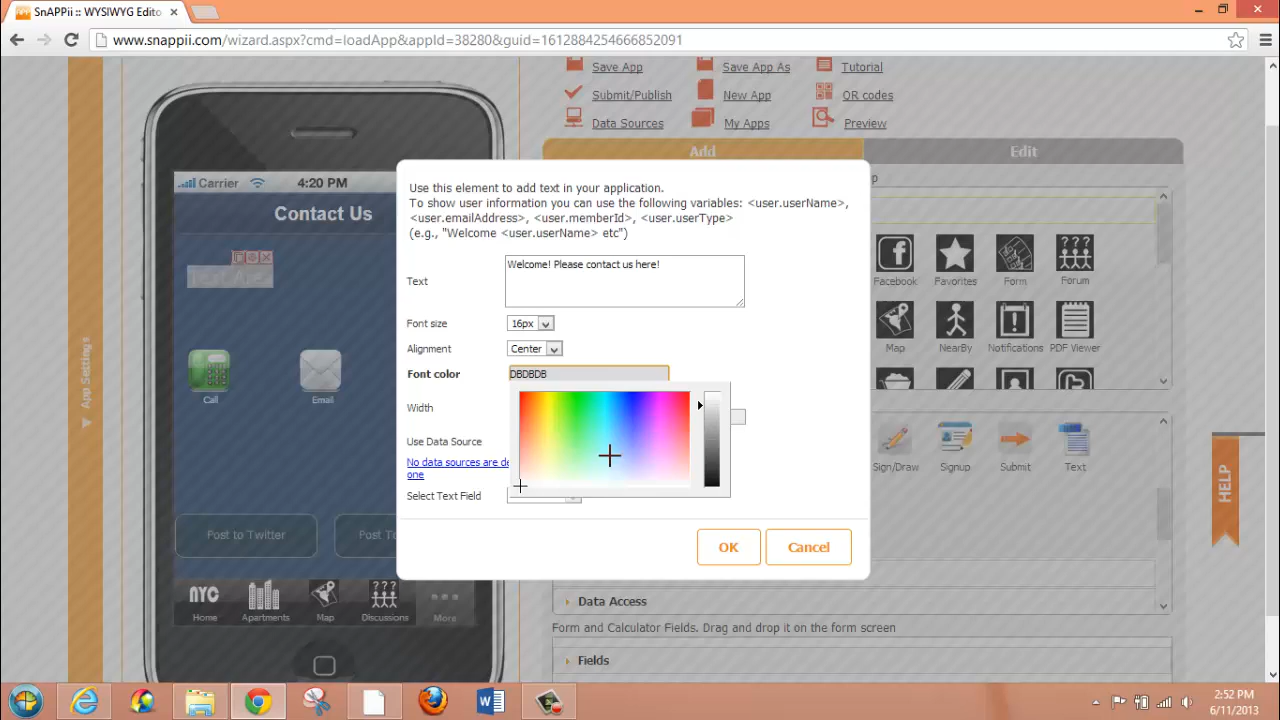 SnAPPii :: WYSIWYG Edito
www.snappii.com/wizard.aspx?cmd=loadApp&appId=38280&guid=1612884254666852091
Save App
Save App As
Tutorial
Submit/Publish
New App
QR codes
Data Sources
My Apps
Preview
Add
Edit
Carrier
4:20 PM
Contact Us
Call
Email
Post to Twitter
Post T
NYC
Home
Apartments
Map
Discussions
More
App Settings
Use this element to add text in your application.
To show user information you can use the following variables: <user.userName>,
<user.emailAddress>, <user.memberId>, <user.userType>
(e.g., "Welcome <user.userName> etc")
Text
Welcome! Please contact us here!
Font size
16px
Alignment
Center
Font color
DBDBDB
Width
Use Data Source
No data sources are de
one
Select Text Field
OK
Cancel
Facebook
Favorites
Form
Forum
Map
NearBy
Notifications
PDF Viewer
Sign/Draw
Signup
Submit
Text
Data Access
Form and Calculator Fields. Drag and drop it on the form screen
Fields
HELP
2:52 PM
6/11/2013